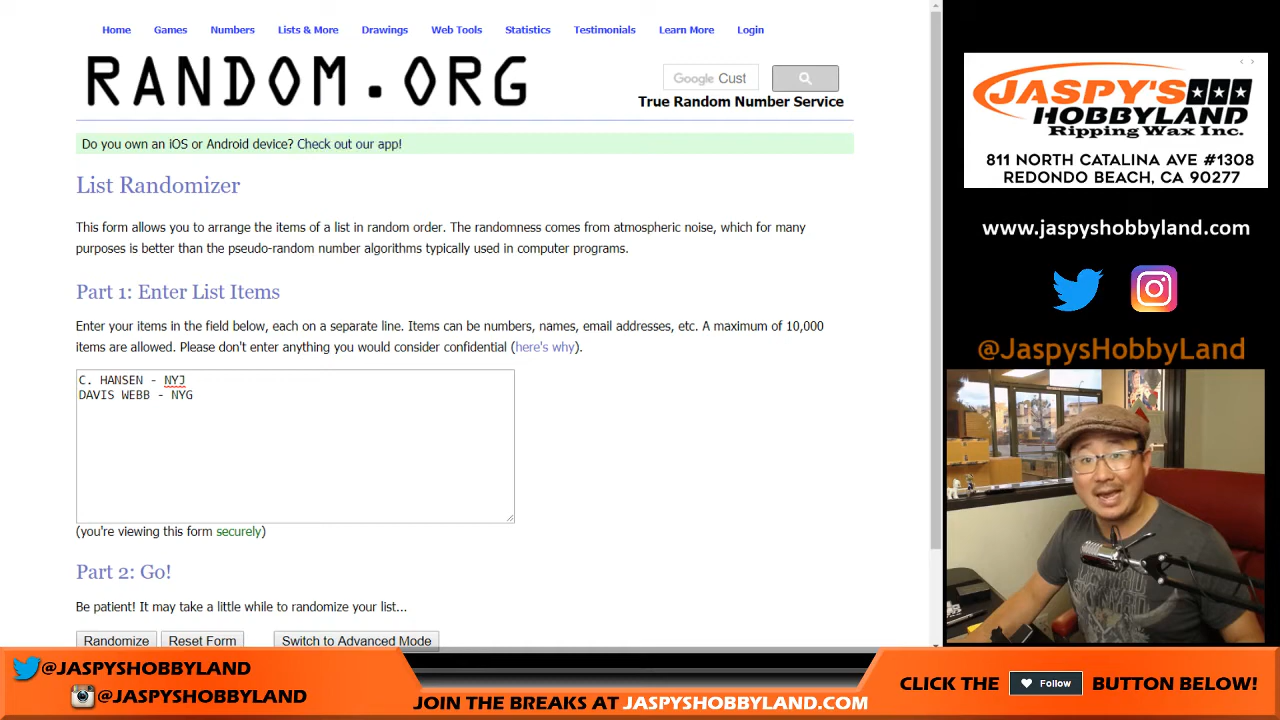 Home Games Numbers Lists & More Drawings Web Tools Statistics Testimonials Learn More Login
RANDOM.ORG
Google Cust
True Random Number Service
Do you own an iOS or Android device? Check out our app!
List Randomizer
This form allows you to arrange the items of a list in random order. The randomness comes from atmospheric noise, which for many
purposes is better than the pseudo-random number algorithms typically used in computer programs.
Part 1: Enter List Items
Enter your items in the field below, each on a separate line. Items can be numbers, names, email addresses, etc. A maximum of 10,000
items are allowed. Please don't enter anything you would consider confidential (here's why).
C. HANSEN - NYJ
DAVIS WEBB - NYG
(you're viewing this form securely)
Part 2: Go!
Be patient! It may take a little while to randomize your list...
Randomize Reset Form Switch to Advanced Mode
JASPY'S
HOBBYLAND
Ripping Wax Inc.
811 NORTH CATALINA AVE #1308
REDONDO BEACH, CA 90277
www.jaspyshobbyland.com
@JaspysHobbyLand
@JASPYSHOBBYLAND
@JASPYSHOBBYLAND
JOIN THE BREAKS AT JASPYSHOBBYLAND.COM
CLICK THE Follow BUTTON BELOW!